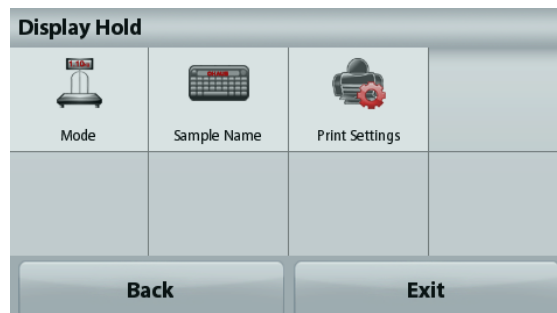 Display Hold
Mode
Sample Name
Print Settings
Back
Exit